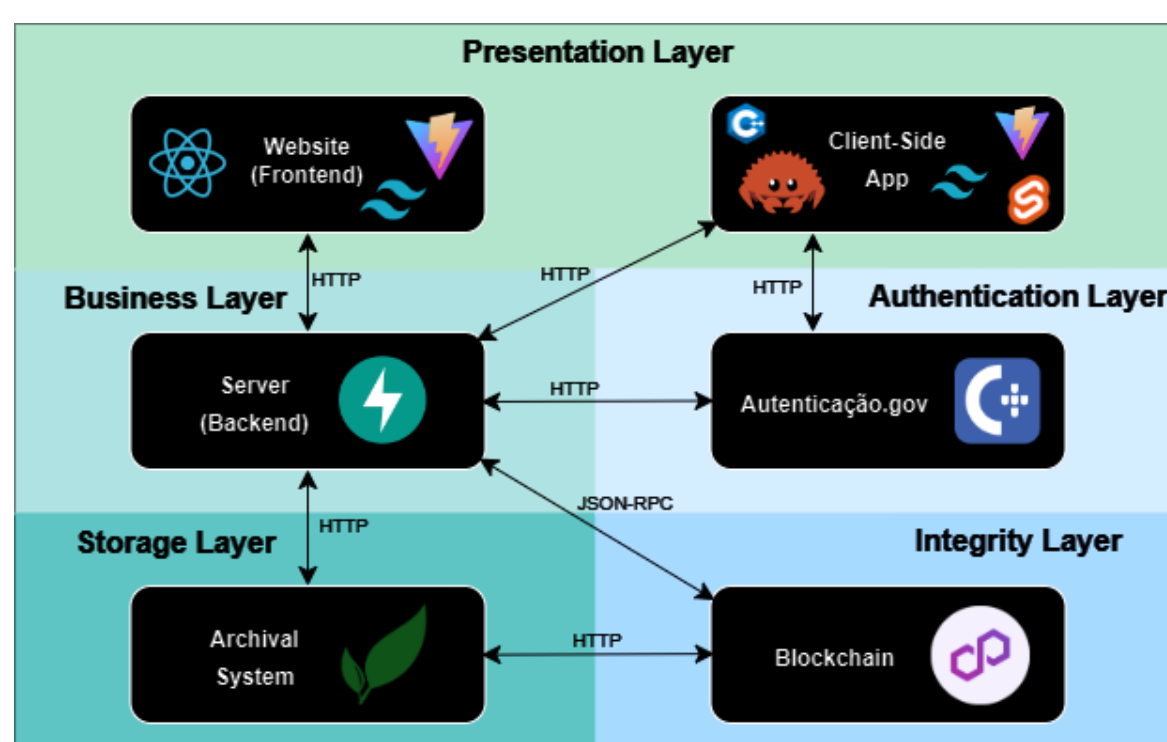 Presentation Layer
Website
(Frontend)
Client-Side
App
HTTP
HTTP
HTTP
Business Layer
Authentication Layer
Server
(Backend)
HTTP
Autenticação.gov
JSON-RPC
HTTP
Storage Layer
Integrity Layer
Archival
System
HTTP
Blockchain